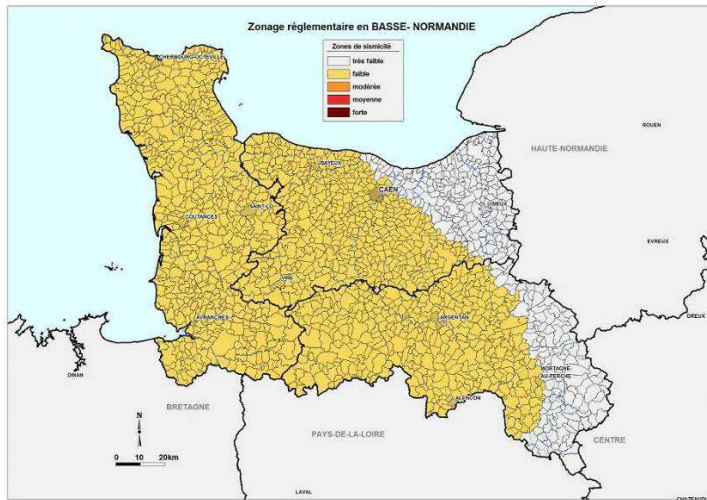 Zonage réglementaire en BASSE- NORMANDIE
Zones de sismicité
très faible
faible
modérée
moyenne
forte
CHERBOURG-OCTEVILLE
ROUEN
HAUTE-NORMANDIE
BAYEUX
CAEN
SAINT-LO
LISIEUX
COUTANCES
EVREUX
VIRE
AVRANCHES
ARGENTAN
DREUX
DINAN
MORTAGNE-
AU-PERCHE
ALENÇON
BRETAGNE
N
PAYS-DE-LA-LOIRE
CENTRE
0 10 20km
LAVAL
CHATEAUDUN